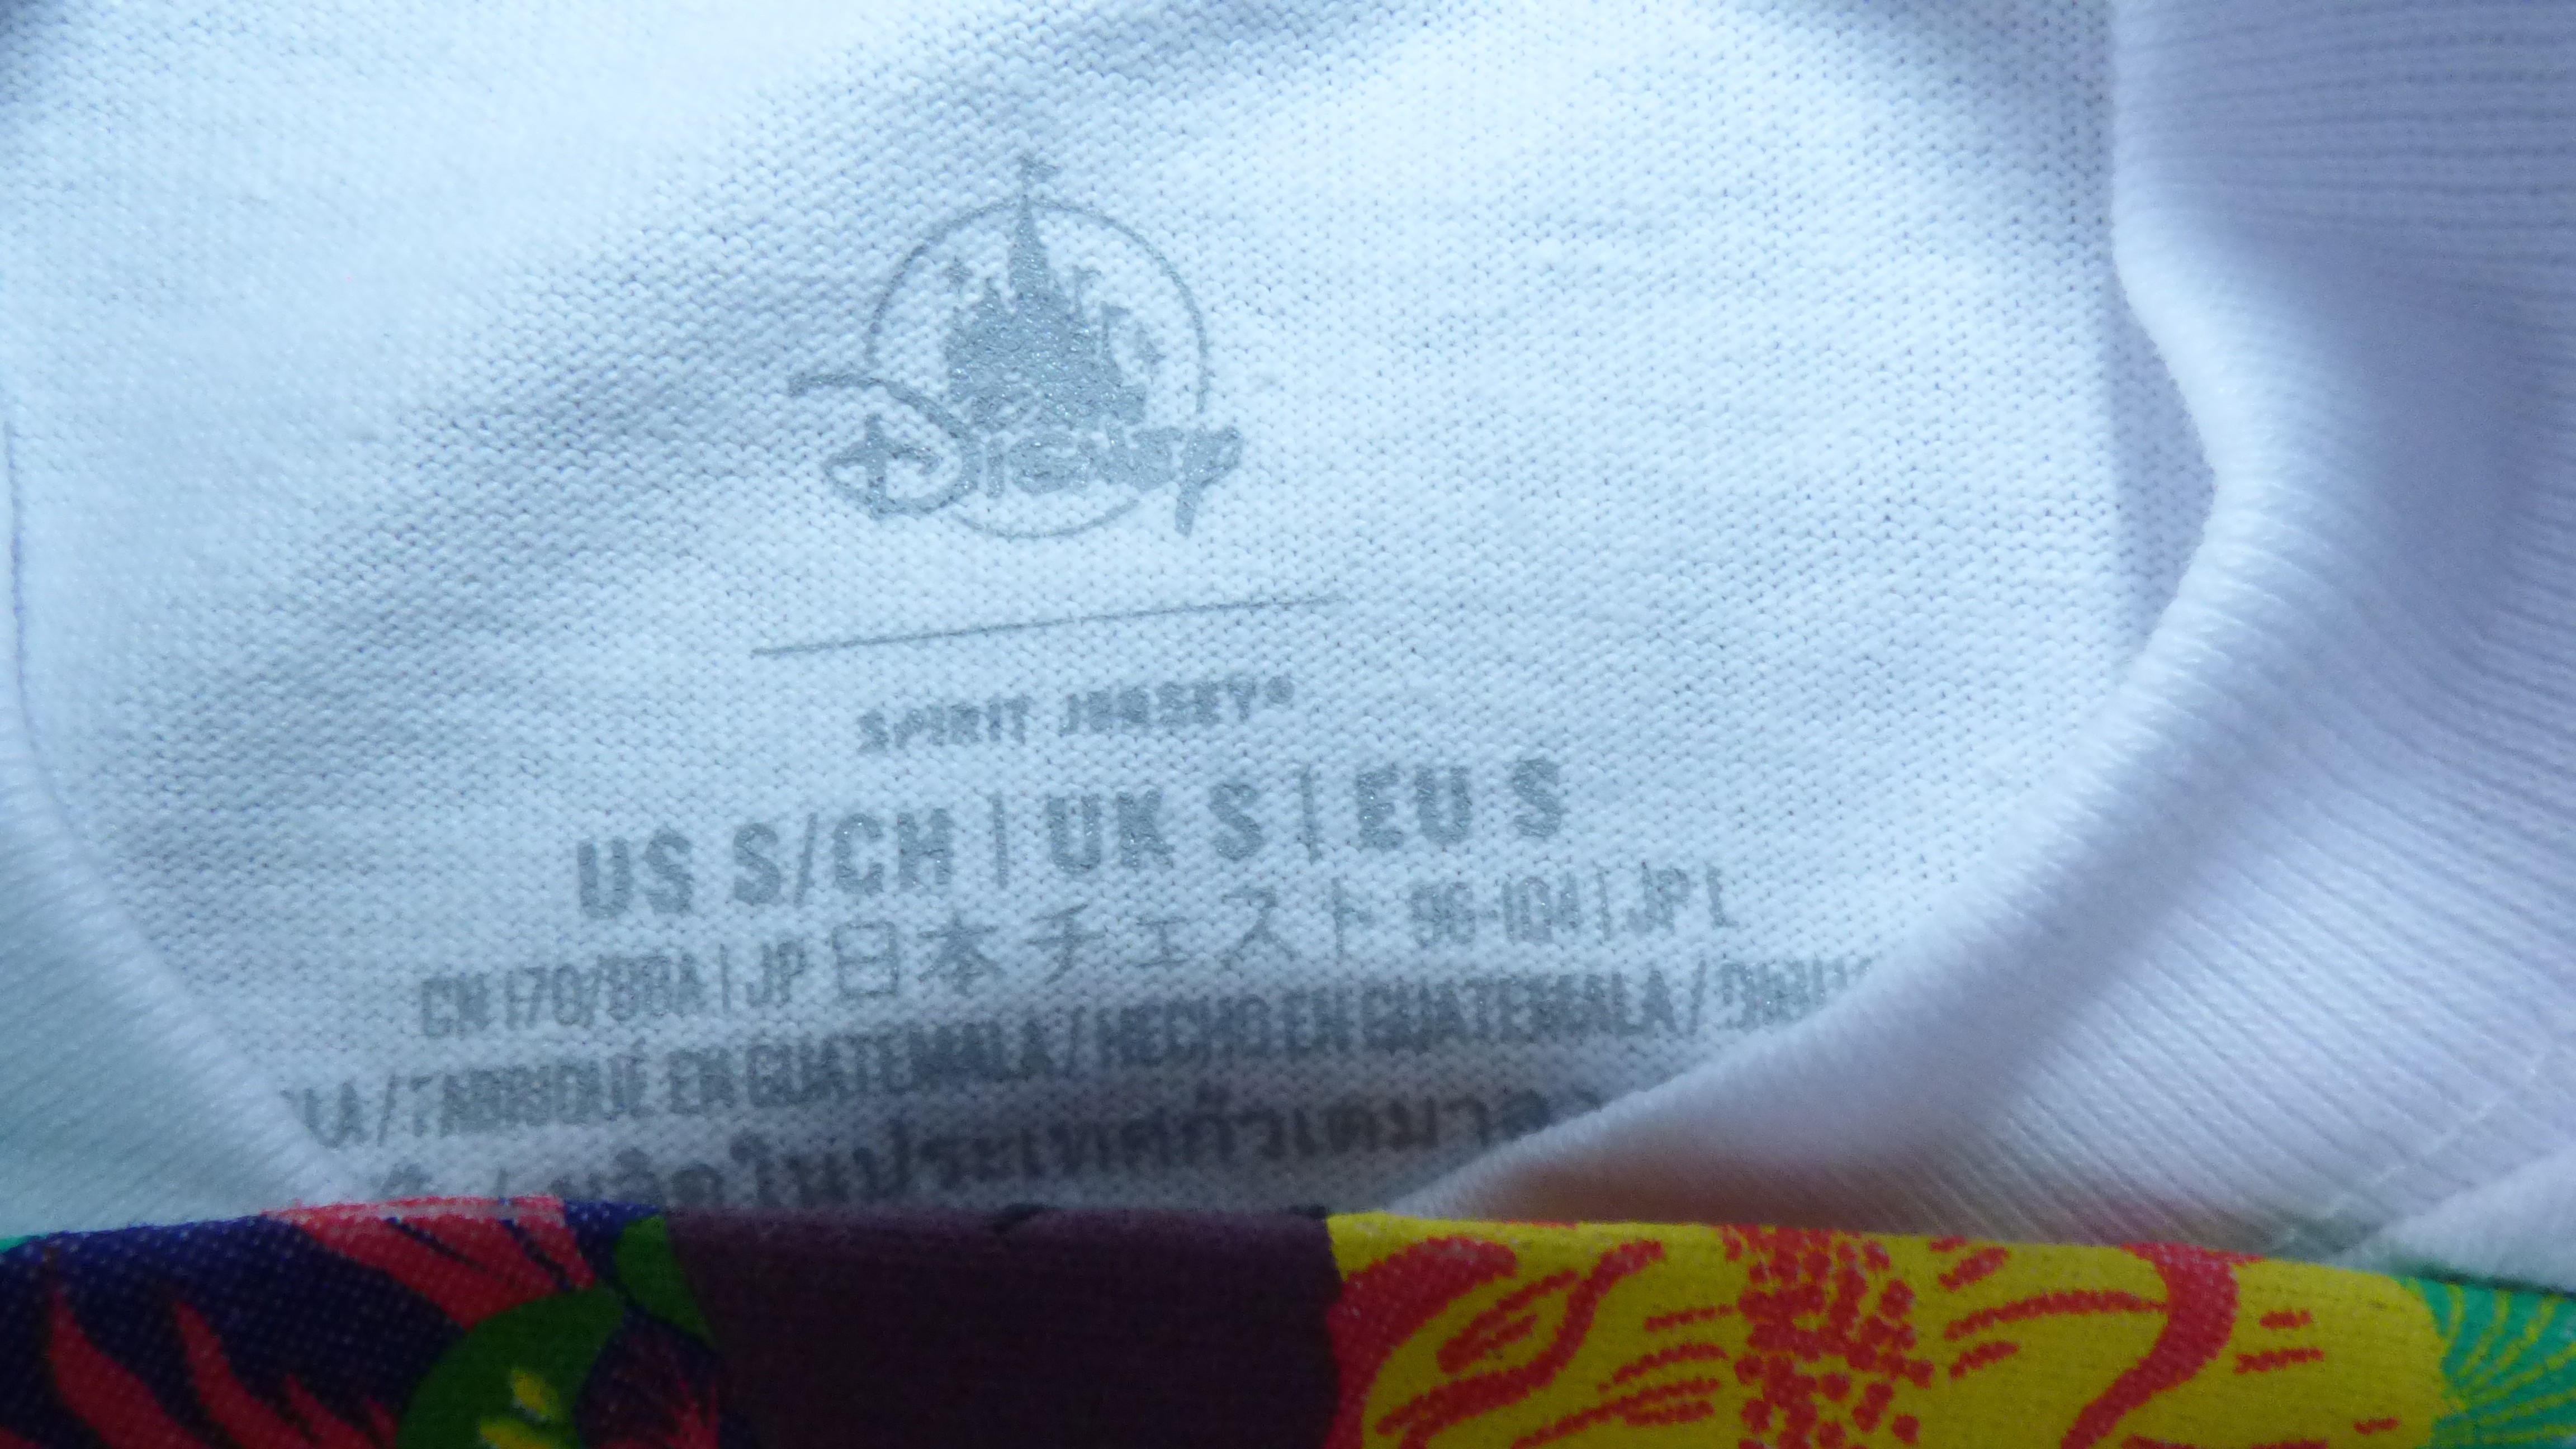 Disney
SPIRIT JERSEY®
US S/CH | UK S | EU S
CN 170/98A | JP 日本チェスト 96-104 | JP L
/ FABRIQUÉ EN GUATEMALA / HECHO EN GUATEMALA /